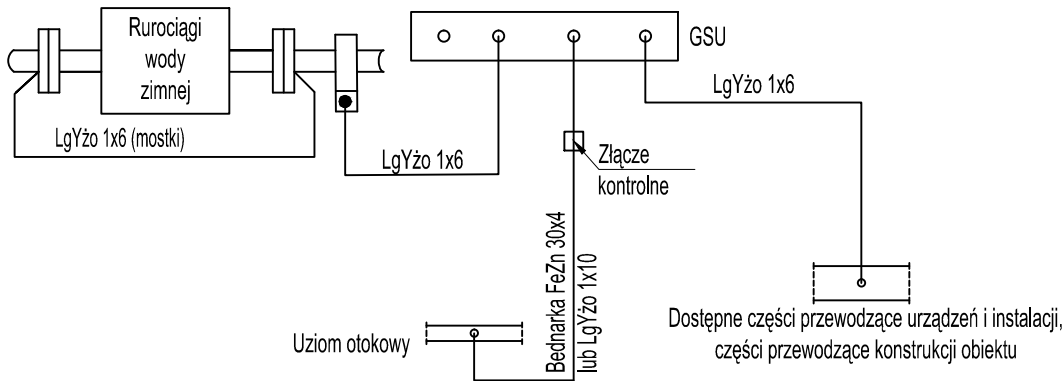 Rurociągi
wody
zimnej
GSU
LgYżo 1x6
LgYżo 1x6 (mostki)
LgYżo 1x6
Złącze
kontrolne
Bednarka FeZn 30x4
lub LgYżo 1x10
Uziom otokowy
Dostępne części przewodzące urządzeń i instalacji,
części przewodzące konstrukcji obiektu